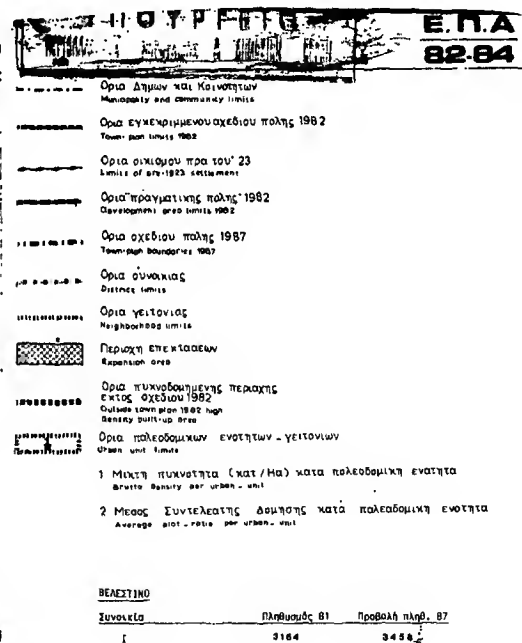 Ε.Π.Α
82-84
Ορια Δημων και Κοινοτητων
Municipality and community limits
Ορια εγκεκριμμενου σχεδιου πολης 1982
Town-plan limits 1982
Ορια οικισμου προ του' 23
Limits of pre-1923 settlement
Ορια "πραγματικης πολης" 1982
Development area limits 1982
Ορια σχεδιου πολης 1987
Town-plan boundaries 1987
Ορια συνοικιας
District limits
Ορια γειτονιας
Neighborhood limits
Περιοχη επεκτασεων
Expansion area
Ορια πυκνοδομημενης περιοχης
εκτος σχεδιου 1982
Outside town plan 1982 high
density built-up area
Ορια πολεοδομικων ενοτητων - γειτονιων
Urban unit limits
1 Μικτη πυκνοτητα (κατ/Ha) κατα πολεοδομικη ενοτητα
Brutto Density per urban - unit
2 Μεσος Συντελεστης Δομησης κατά πολεοδομικη ενοτητα
Average plot - ratio per urban - unit
ΒΕΛΕΣΤΙΝΟ
Συνοικία Πληθυσμός 81 Προβολή πληθ. 87
I 3164 3458